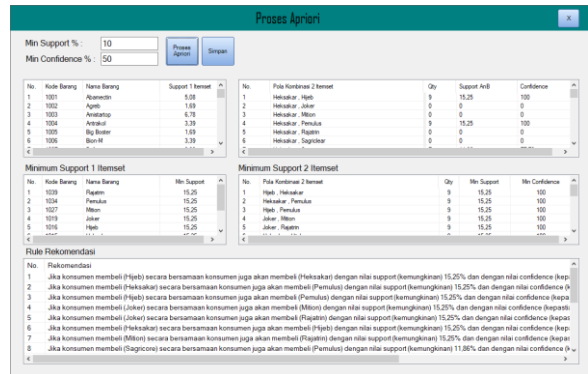 Proses Apriori
x
Min Support % : 10
Min Confidence % : 50
Proses Apriori
Simpan
No. Kode Barang Nama Barang Support 1 Itemset
1 1001 Abamectin 5,08
2 1002 Agreb 1,69
3 1003 Amistartop 6,78
4 1004 Antrakol 3,39
5 1005 Big Boster 1,69
6 1006 Bion-M 3,39
No. Pola Kombinasi 2 Itemset Qty Support AnB Confidence
1 Heksakar , Hijeb 9 15,25 100
2 Heksakar , Joker 0 0 0
3 Heksakar , Mition 0 0 0
4 Heksakar , Pemulus 9 15,25 100
5 Heksakar , Rajatrin 0 0 0
6 Heksakar , Sagriclear 0 0 0
Minimum Support 1 Itemset
No. Kode Barang Nama Barang Min Support
1 1039 Rajatrin 15,25
2 1034 Pemulus 15,25
3 1027 Mition 15,25
4 1019 Joker 15,25
5 1016 Hijeb 15,25
Minimum Support 2 Itemset
No. Pola Kombinasi 2 Itemset Qty Min Support Min Confidence
1 Hijeb , Heksakar 9 15,25 100
2 Heksakar , Pemulus 9 15,25 100
3 Hijeb , Pemulus 9 15,25 100
4 Joker , Mition 9 15,25 100
5 Joker , Rajatrin 9 15,25 100
Rule Rekomendasi
No. Rekomendasi
1 Jika konsumen membeli (Hijeb) secara bersamaan konsumen juga akan membeli (Heksakar) dengan nilai support (kemungkinan) 15,25% dan dengan nilai confidence (kepa
2 Jika konsumen membeli (Heksakar) secara bersamaan konsumen juga akan membeli (Pemulus) dengan nilai support (kemungkinan) 15,25% dan dengan nilai confidence (k
3 Jika konsumen membeli (Hijeb) secara bersamaan konsumen juga akan membeli (Pemulus) dengan nilai support (kemungkinan) 15,25% dan dengan nilai confidence (kepa
4 Jika konsumen membeli (Joker) secara bersamaan konsumen juga akan membeli (Mition) dengan nilai support (kemungkinan) 15,25% dan dengan nilai confidence (kepasti
5 Jika konsumen membeli (Joker) secara bersamaan konsumen juga akan membeli (Rajatrin) dengan nilai support (kemungkinan) 15,25% dan dengan nilai confidence (kepas
6 Jika konsumen membeli (Heksakar) secara bersamaan konsumen juga akan membeli (Hijeb) dengan nilai support (kemungkinan) 15,25% dan dengan nilai confidence (kepa
7 Jika konsumen membeli (Mition) secara bersamaan konsumen juga akan membeli (Rajatrin) dengan nilai support (kemungkinan) 15,25% dan dengan nilai confidence (kepas
8 Jika konsumen membeli (Sagricore) secara bersamaan konsumen juga akan membeli (Pemulus) dengan nilai support (kemungkinan) 11,86% dan dengan nilai confidence (k